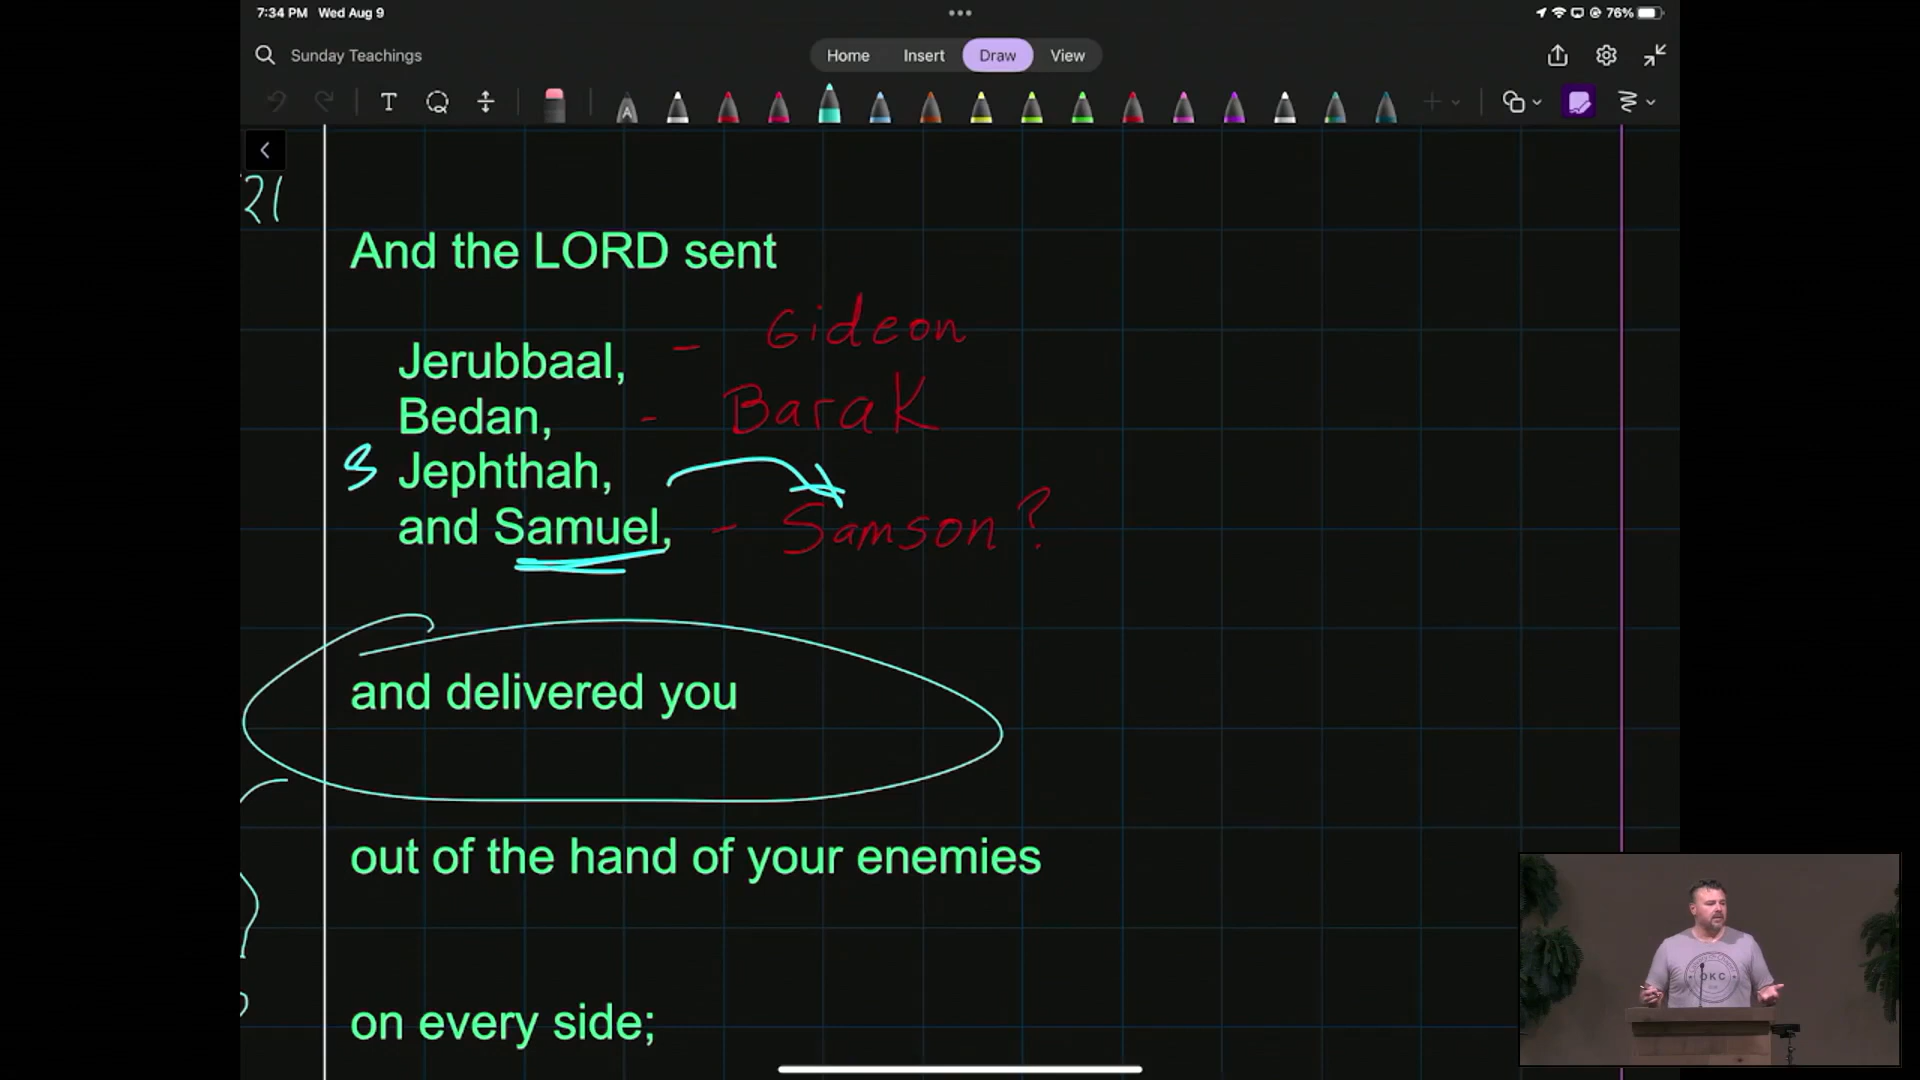 7:34 PM Wed Aug 9
76%
Sunday Teachings
Home Insert Draw View
T
A
21
And the LORD sent
Jerubbaal, - Gideon
Bedan, - Barak
Jephthah,
and Samuel, - Samson?
and delivered you
out of the hand of your enemies
on every side;
OKC